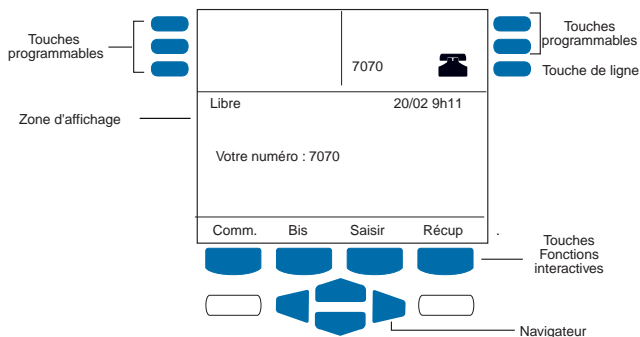 Touches
programmables
Touches
programmables
7070
Touche de ligne
Libre 20/02 9h11
Zone d'affichage
Votre numéro : 7070
Comm. Bis Saisir Récup .
Touches
Fonctions
interactives
Navigateur